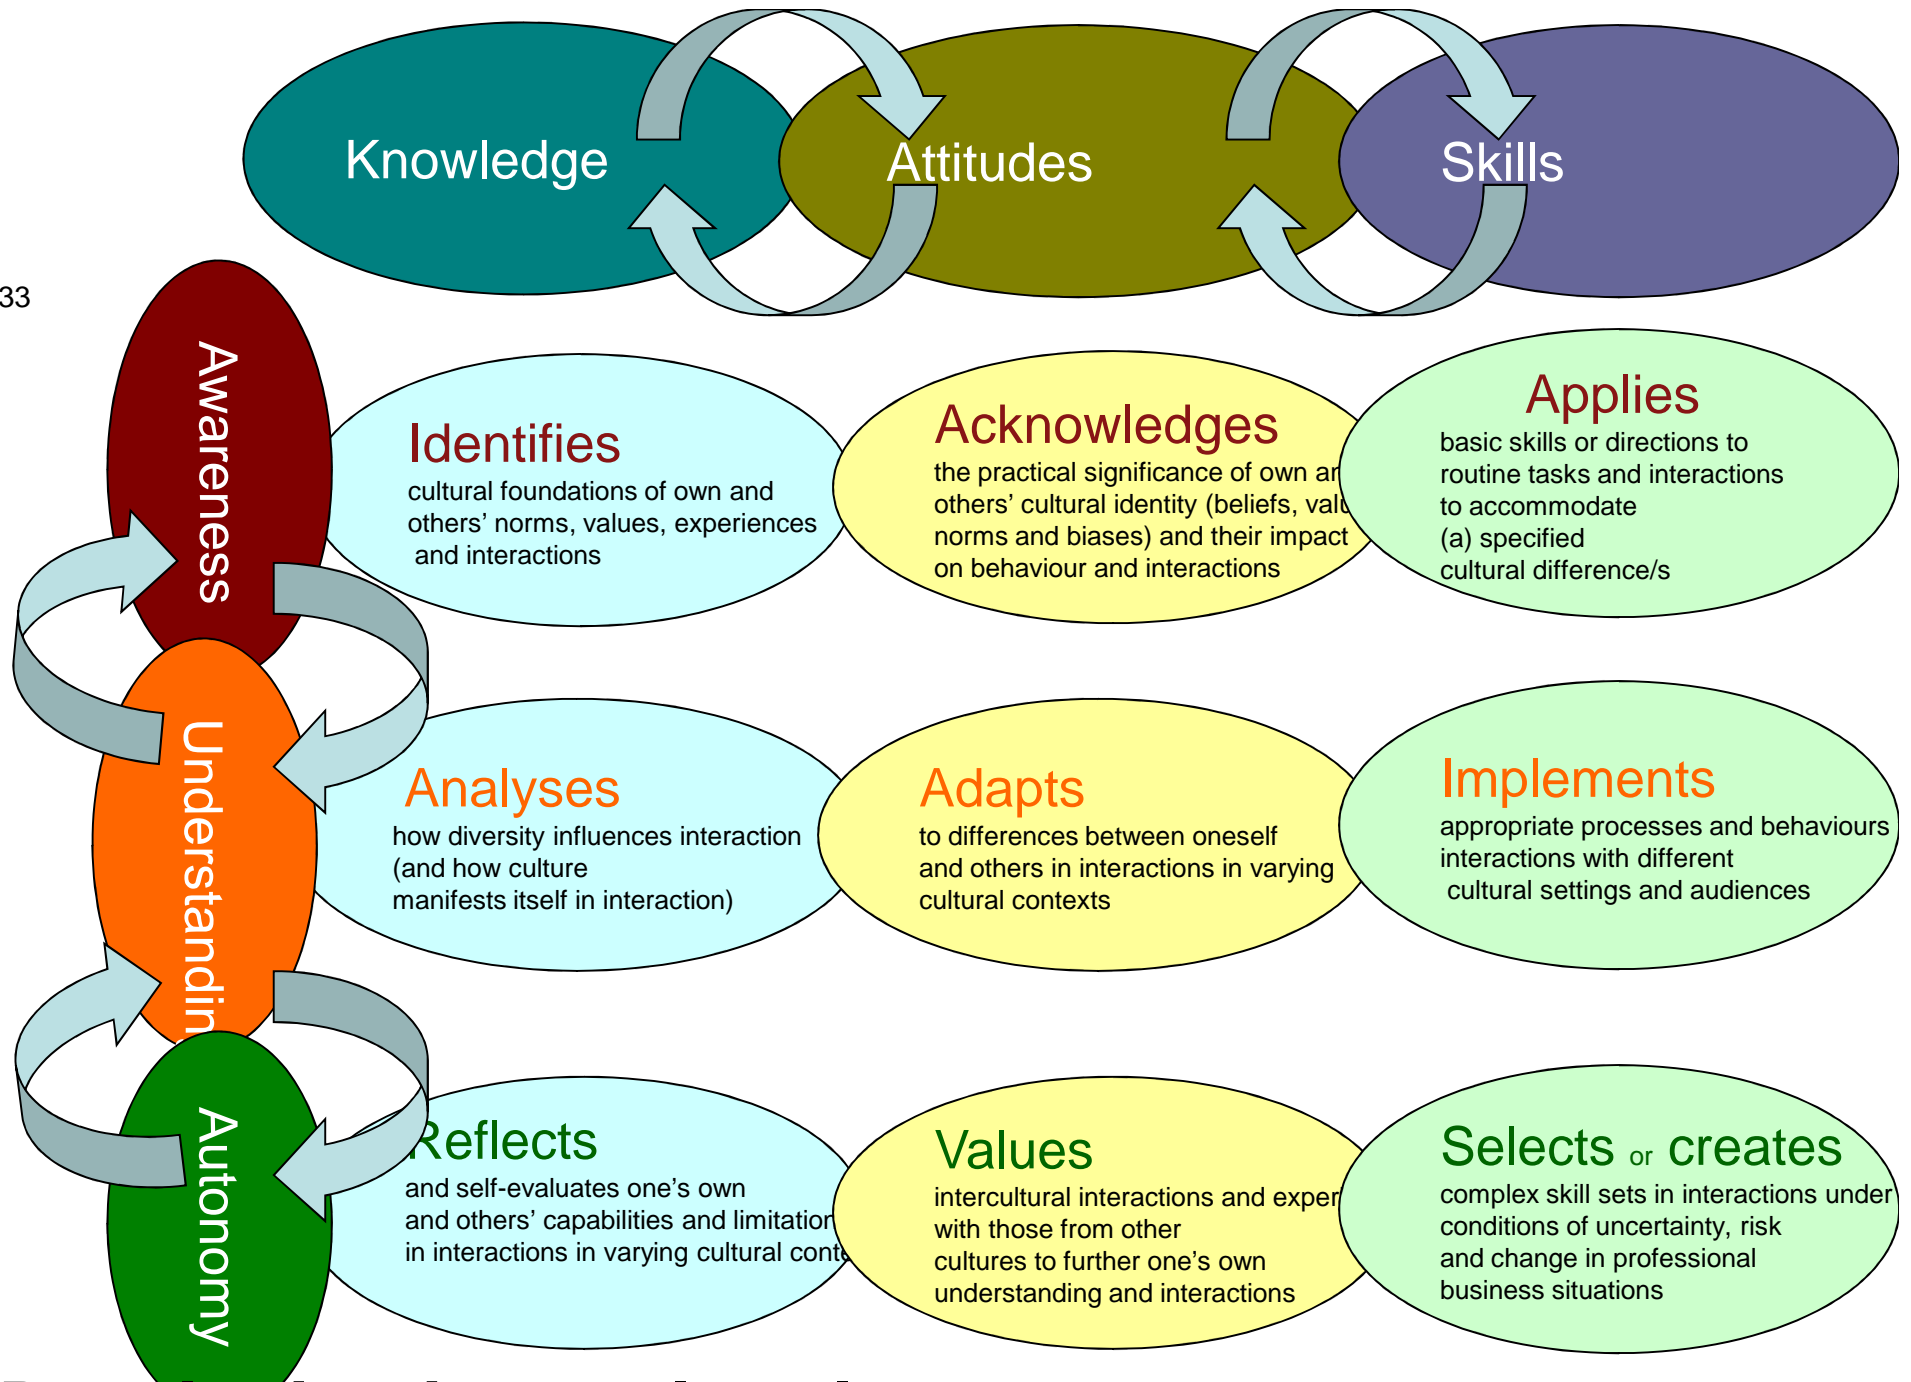 Knowledge
Attitudes
Skills
33
Awareness
Identifies
cultural foundations of own and
others’ norms, values, experiences
and interactions
Acknowledges
the practical significance of own
others’ cultural identity (beliefs,
norms and biases) and their impact
on behaviour and interactions
Applies
basic skills or directions to
routine tasks and interactions
to accommodate
(a) specified
cultural difference/s
Understandin
Analyses
how diversity influences interaction
(and how culture
manifests itself in interaction)
Adapts
to differences between oneself
and others in interactions in varying
cultural contexts
Implements
appropriate processes and behaviours
interactions with different
cultural settings and audiences
Autonomy
Reflects
and self-evaluates one’s own
and others’ capabilities and limitation
in interactions in varying cultural
Values
intercultural interactions and
with those from other
cultures to further one’s own
understanding and interactions
Selects or creates
complex skill sets in interactions under
conditions of uncertainty, risk
and change in professional
business situations